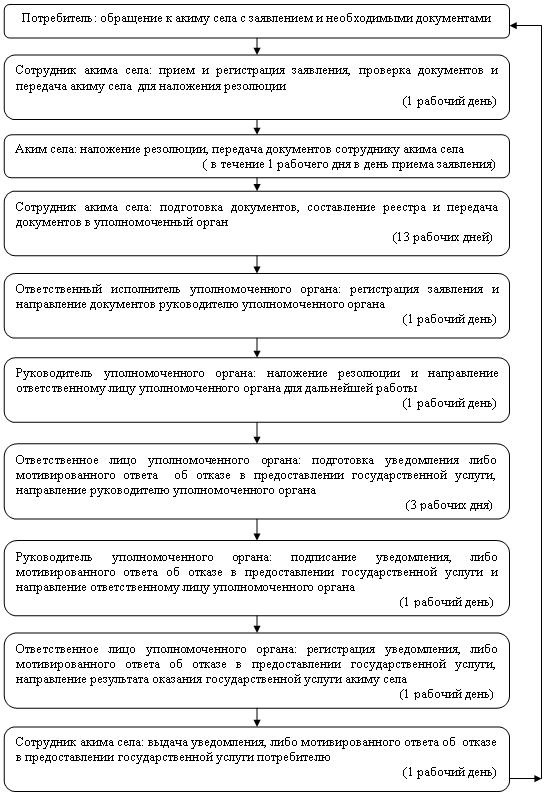 Потребитель: обращение к акиму села с заявлением и необходимыми документами
Сотрудник акима села: прием и регистрация заявления, проверка документов и
передача акиму села для наложения резолюции
(1 рабочий день)
Аким села: наложение резолюции, передача документов сотруднику акима села
( в течение 1 рабочего дня в день приема заявления)
Сотрудник акима села: подготовка документов, составление реестра и передача
документов в уполномоченный орган
(13 рабочих дней)
Ответственный исполнитель уполномоченного органа: регистрация заявления и
направление документов руководителю уполномоченного органа
(1 рабочий день)
Руководитель уполномоченного органа: наложение резолюции и направление
ответственному лицу уполномоченного органа для дальнейшей работы
(1 рабочий день)
Ответственное лицо уполномоченного органа: подготовка уведомления либо
мотивированного ответа об отказе в предоставлении государственной услуги,
направление руководителю уполномоченного органа
(3 рабочих дня)
Руководитель уполномоченного органа: подписание уведомления, либо
мотивированного ответа об отказе в предоставлении государственной услуги и
направление ответственному лицу уполномоченного органа
(1 рабочий день)
Ответственное лицо уполномоченного органа: регистрация уведомления, либо
мотивированного ответа об отказе в предоставлении государственной услуги,
направление результата оказания государственной услуги акиму села
(1 рабочий день)
Сотрудник акима села: выдача уведомления, либо мотивированного ответа об отказе
в предоставлении государственной услуги потребителю
(1 рабочий день)